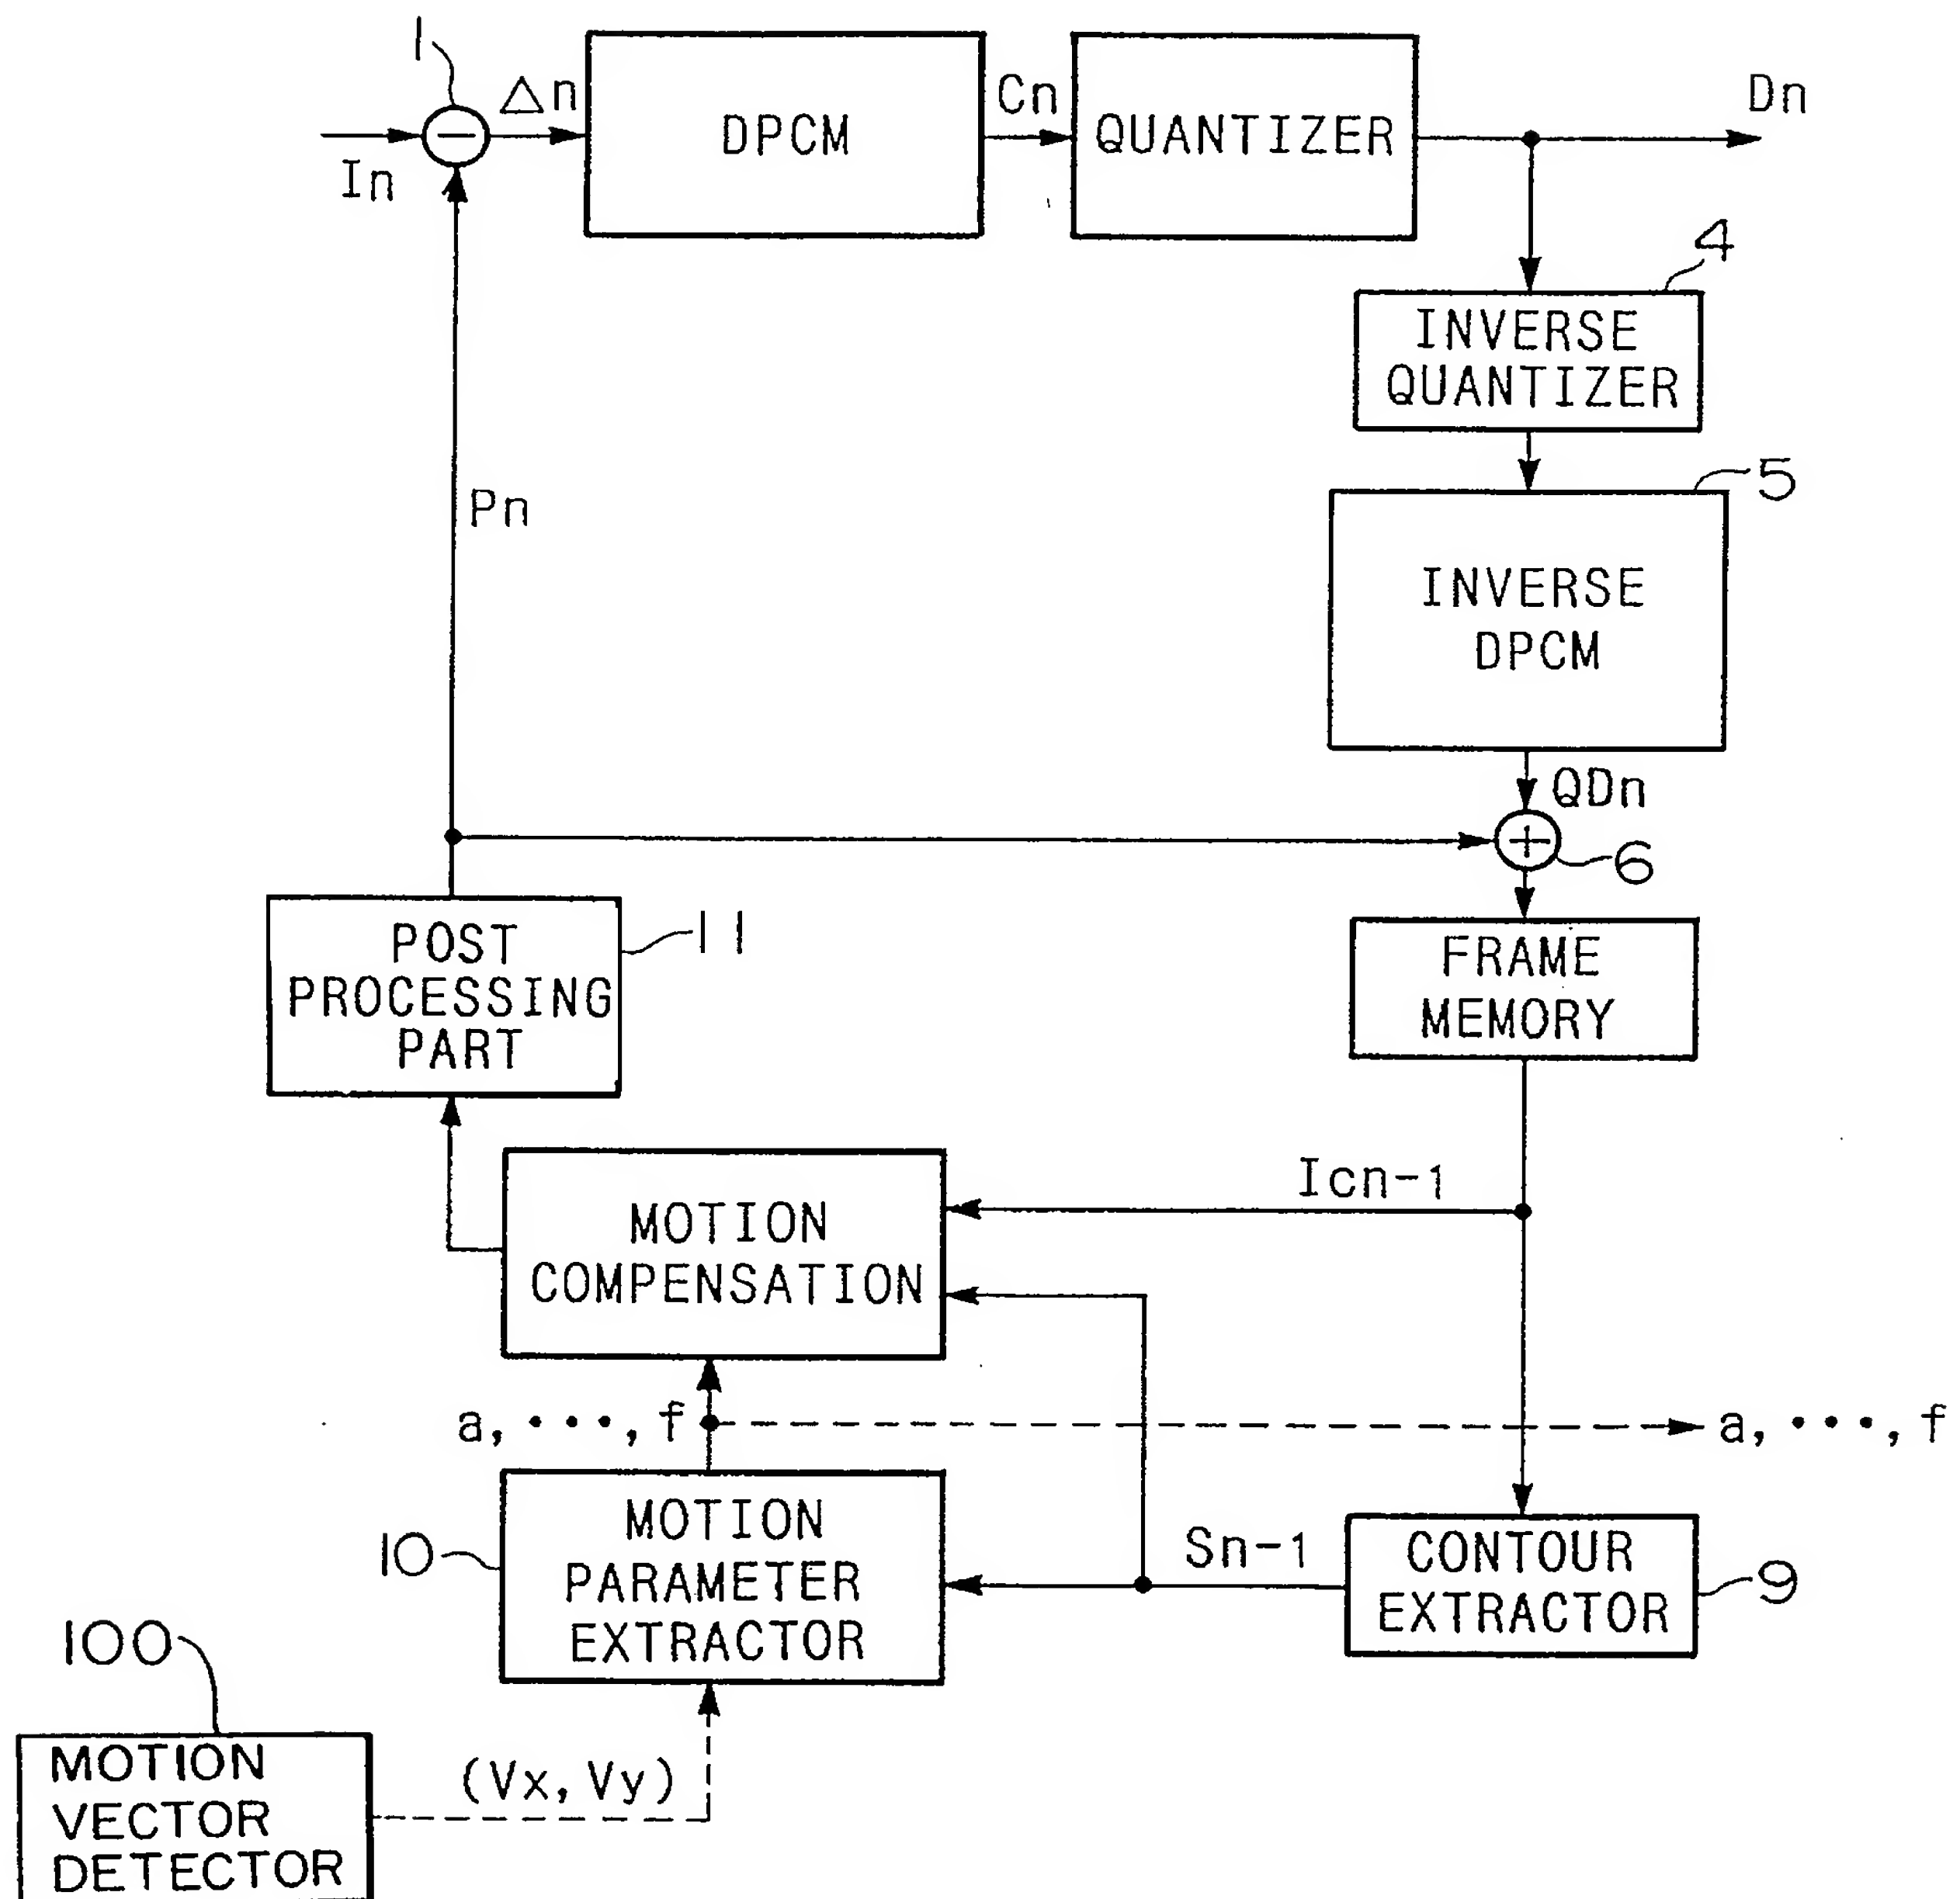 1
Δn
DPCM
Cn
QUANTIZER
Dn
In
4
INVERSE
QUANTIZER
5
Pn
INVERSE
DPCM
QDn
6
POST
PROCESSING
PART
11
FRAME
MEMORY
Icn-1
MOTION
COMPENSATION
a, ···, f
a, ···, f
MOTION
PARAMETER
EXTRACTOR
10
Sn-1
CONTOUR
EXTRACTOR
9
100
(Vx, Vy)
MOTION
VECTOR
DETECTOR